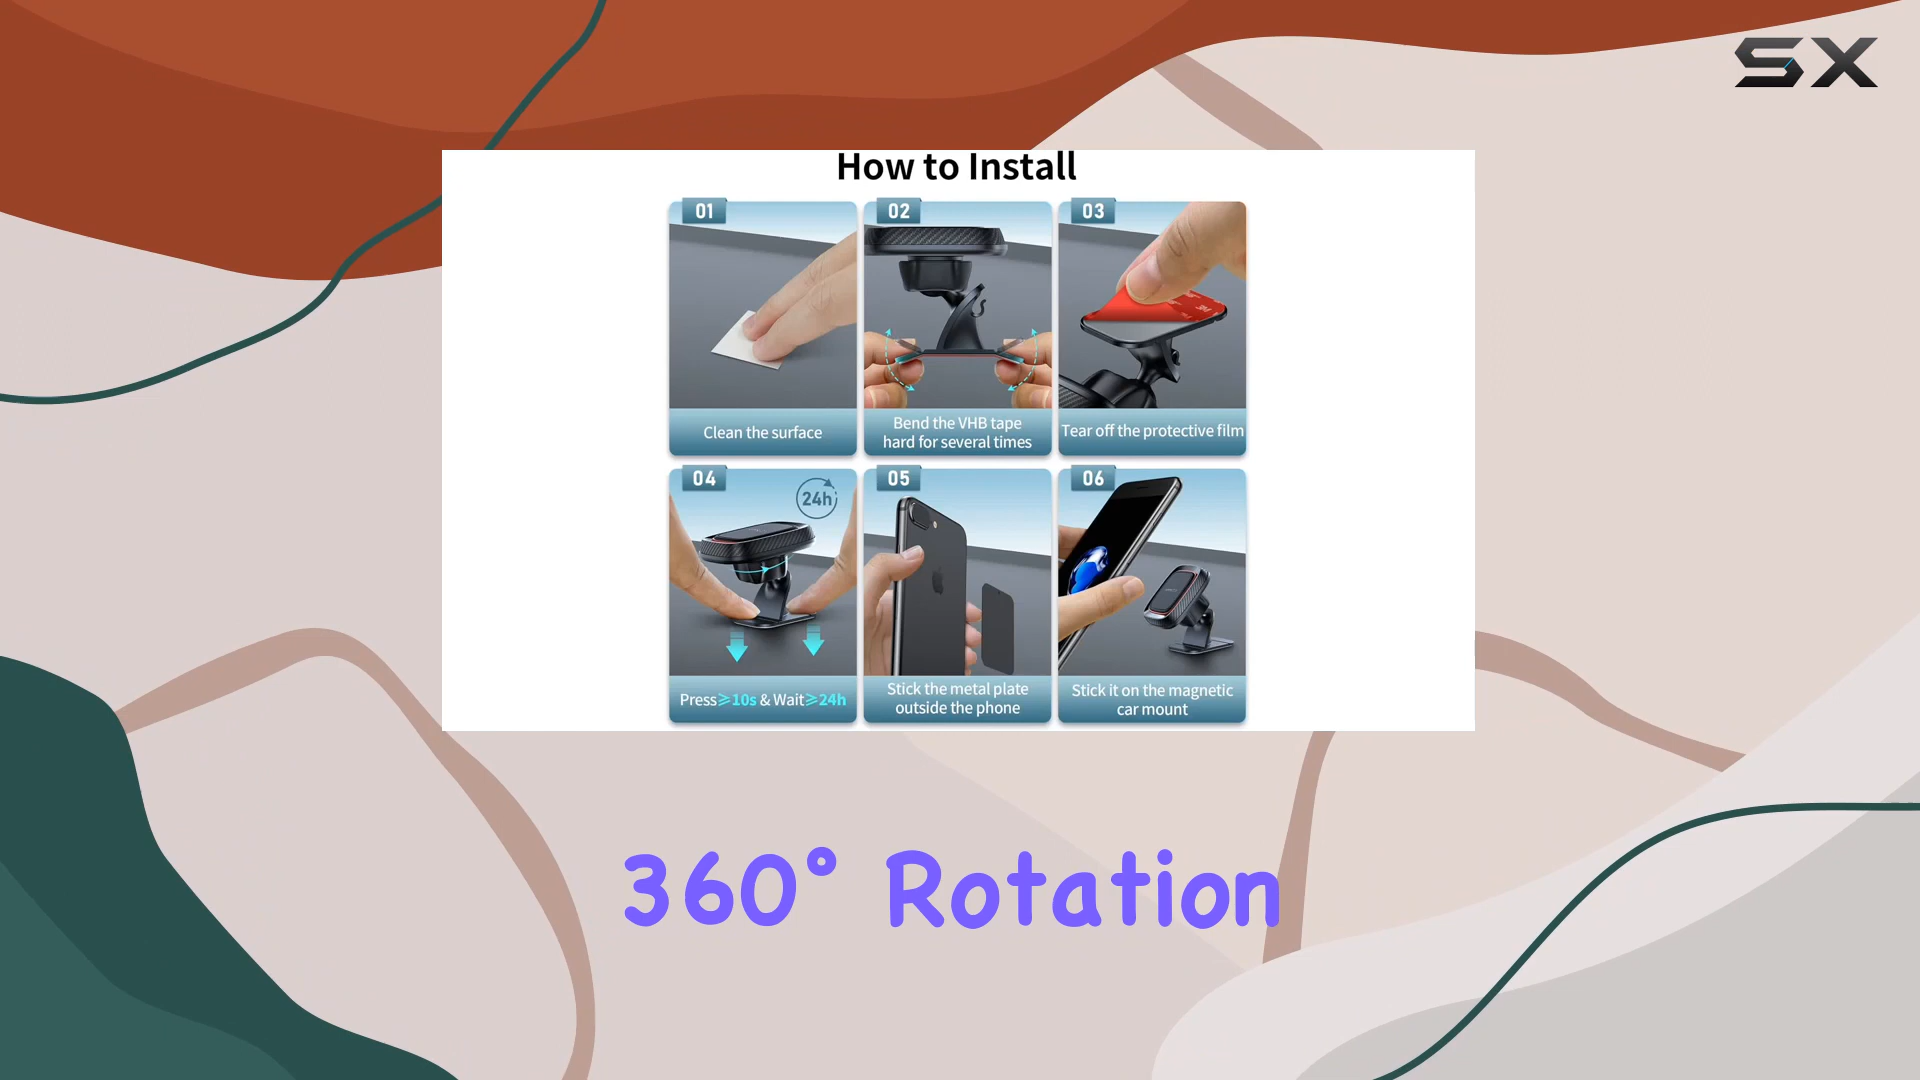 SX
How to Install
01
02
03
Clean the surface
Bend the VHB tape
hard for several times
Tear off the protective film
04
24h
05
06
Press⩾10s & Wait⩾24h
Stick the metal plate
outside the phone
Stick it on the magnetic
car mount
360° Rotation